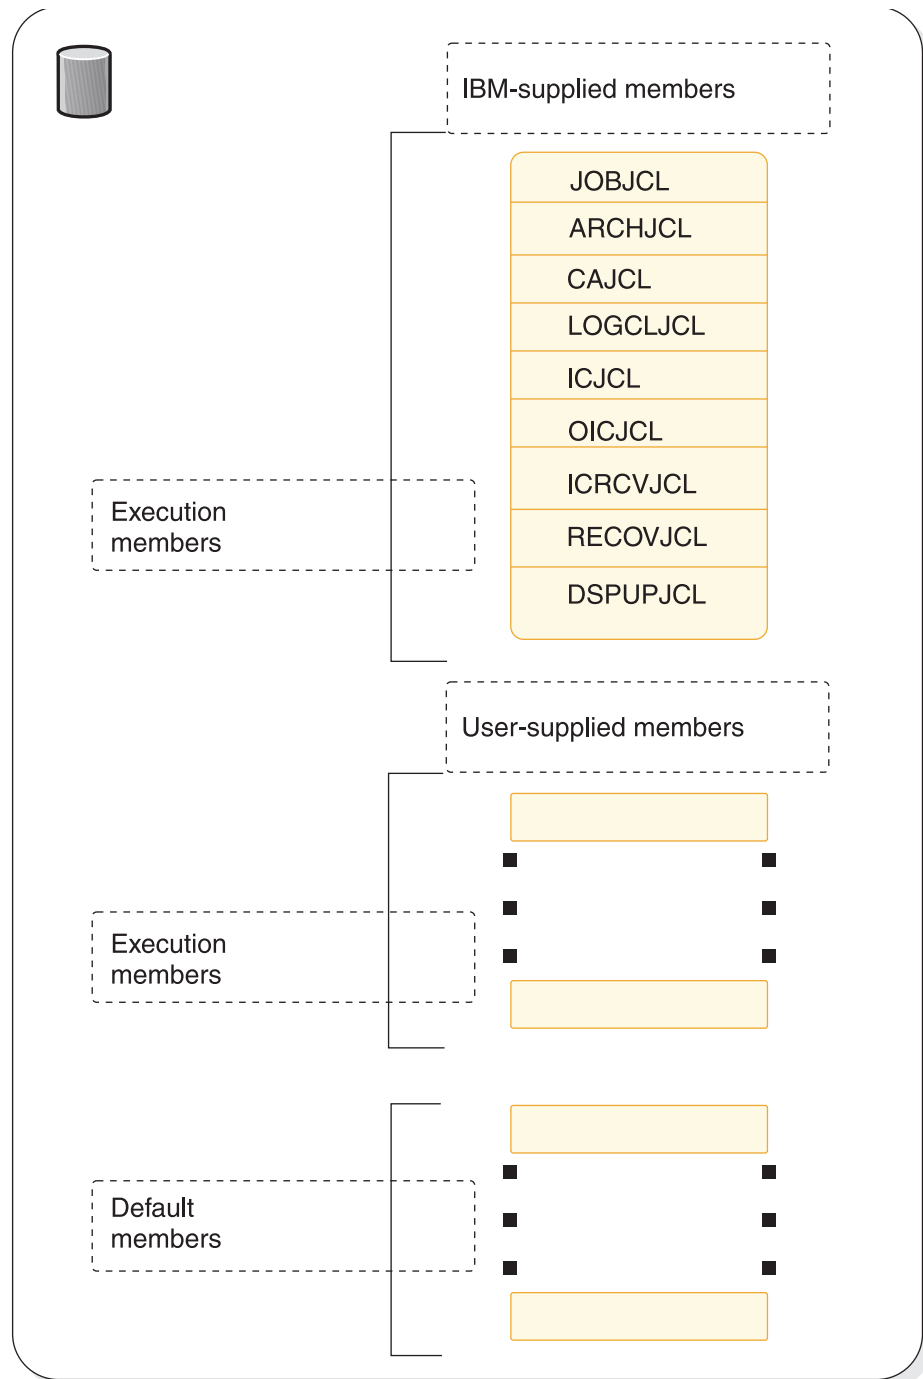 IBM-supplied members
JOBJCL
ARCHJCL
CAJCL
LOGCLJCL
ICJCL
OICJCL
ICRCVJCL
RECOVJCL
DSPUPJCL
Execution
members
User-supplied members
Execution
members
Default
members